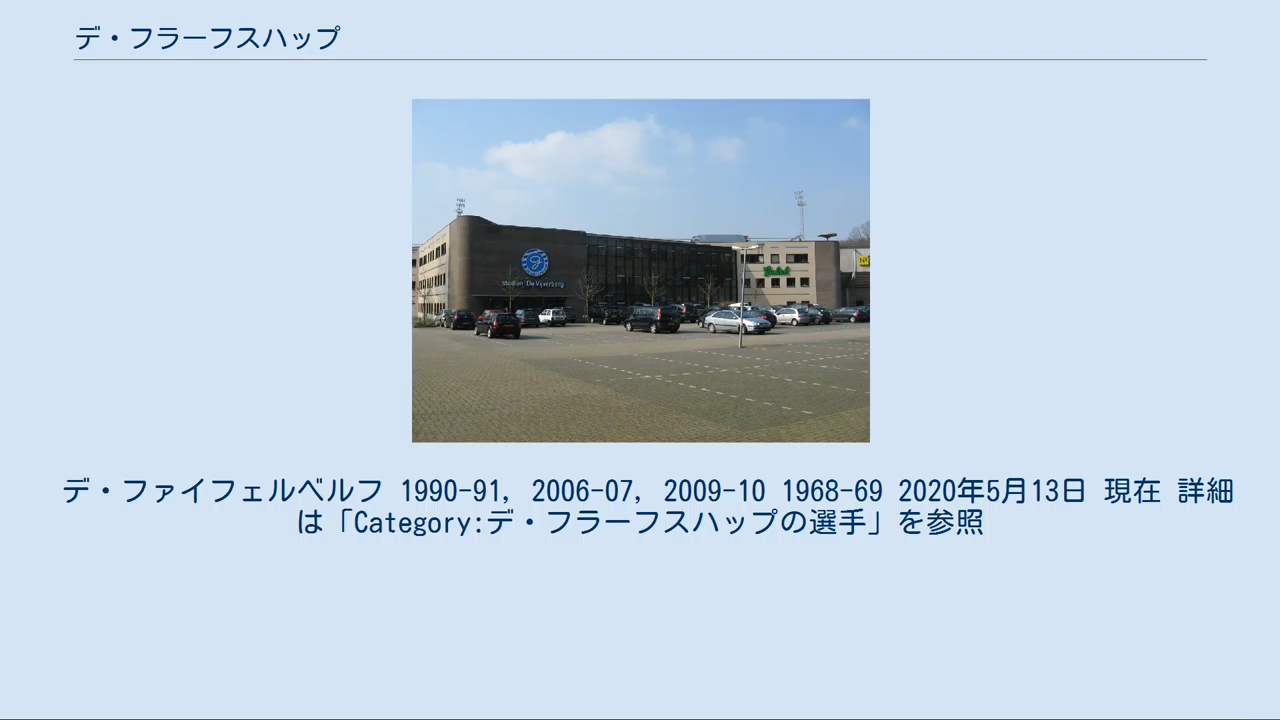 デ・フラーフスハップ
stadion De Vijverberg
デ・ファイフェルベルフ 1990-91, 2006-07, 2009-10 1968-69 2020年5月13日 現在 詳細
は「Category:デ・フラーフスハップの選手」を参照